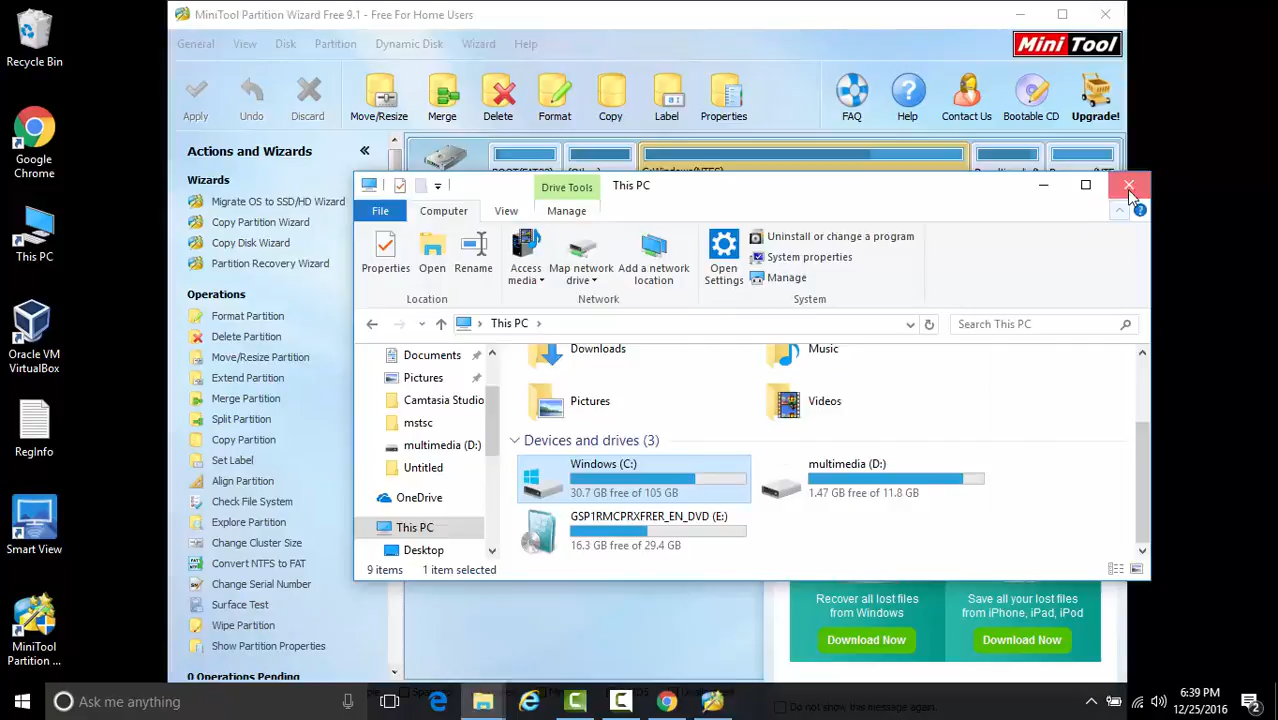 Recycle Bin
Google
Chrome
This PC
Oracle VM
VirtualBox
RegInfo
Smart View
MiniTool
Partition ...
MiniTool Partition Wizard Free 9.1 - Free For Home Users
General View Disk Partition Dynamic Disk Wizard Help
Mini Tool
Apply Undo Discard Move/Resize Merge Delete Format Copy Label Properties FAQ Help Contact Us Bootable CD Upgrade!
Actions and Wizards
Wizards
Migrate OS to SSD/HD Wizard
Copy Partition Wizard
Copy Disk Wizard
Partition Recovery Wizard
Operations
Format Partition
Delete Partition
Move/Resize Partition
Extend Partition
Merge Partition
Split Partition
Copy Partition
Set Label
Align Partition
Check File System
Explore Partition
Change Cluster Size
Convert NTFS to FAT
Change Serial Number
Surface Test
Wipe Partition
Show Partition Properties
0 Operations Pending
Drive Tools This PC
File Computer View Manage
Properties Open Rename
Location
Access
media
Map network
drive
Add a network
location
Network
Open
Settings
Uninstall or change a program
System properties
Manage
System
This PC
Search This PC
Documents
Pictures
Camtasia Studio
mstsc
multimedia (D:)
Untitled
OneDrive
This PC
Desktop
Downloads Music
Pictures Videos
Devices and drives (3)
Windows (C:)
30.7 GB free of 105 GB
multimedia (D:)
1.47 GB free of 11.8 GB
GSP1RMCPRXFRER_EN_DVD (E:)
16.3 GB free of 29.4 GB
9 items 1 item selected
Recover all lost files
from Windows
Download Now
Save all your lost files
from iPhone, iPad, iPod
Download Now
Do not show this message again.
Ask me anything
6:39 PM
12/25/2016
2